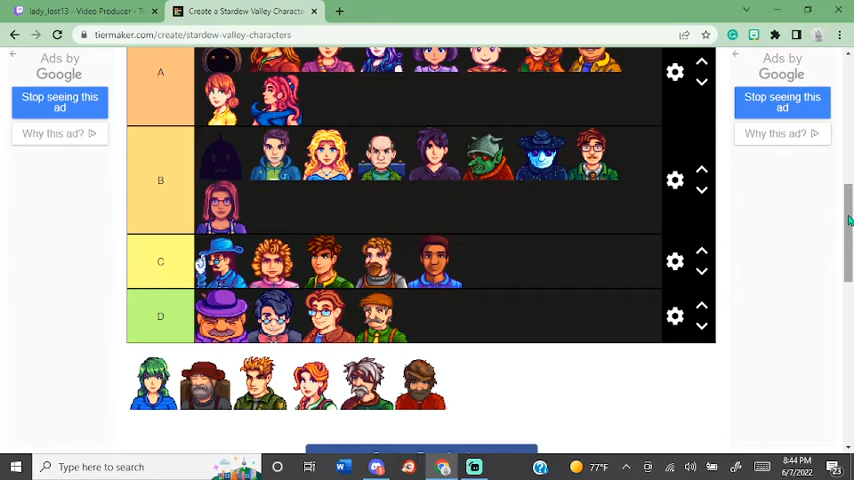 lady_lost13 - Video Producer - T
Create a Stardew Valley Characte
tiermaker.com/create/stardew-valley-characters
Ads by
Google
Stop seeing this
ad
Why this ad?
A
B
C
D
Ads by
Google
Stop seeing this
ad
Why this ad?
Type here to search
77°F
8:44 PM
6/7/2022
23